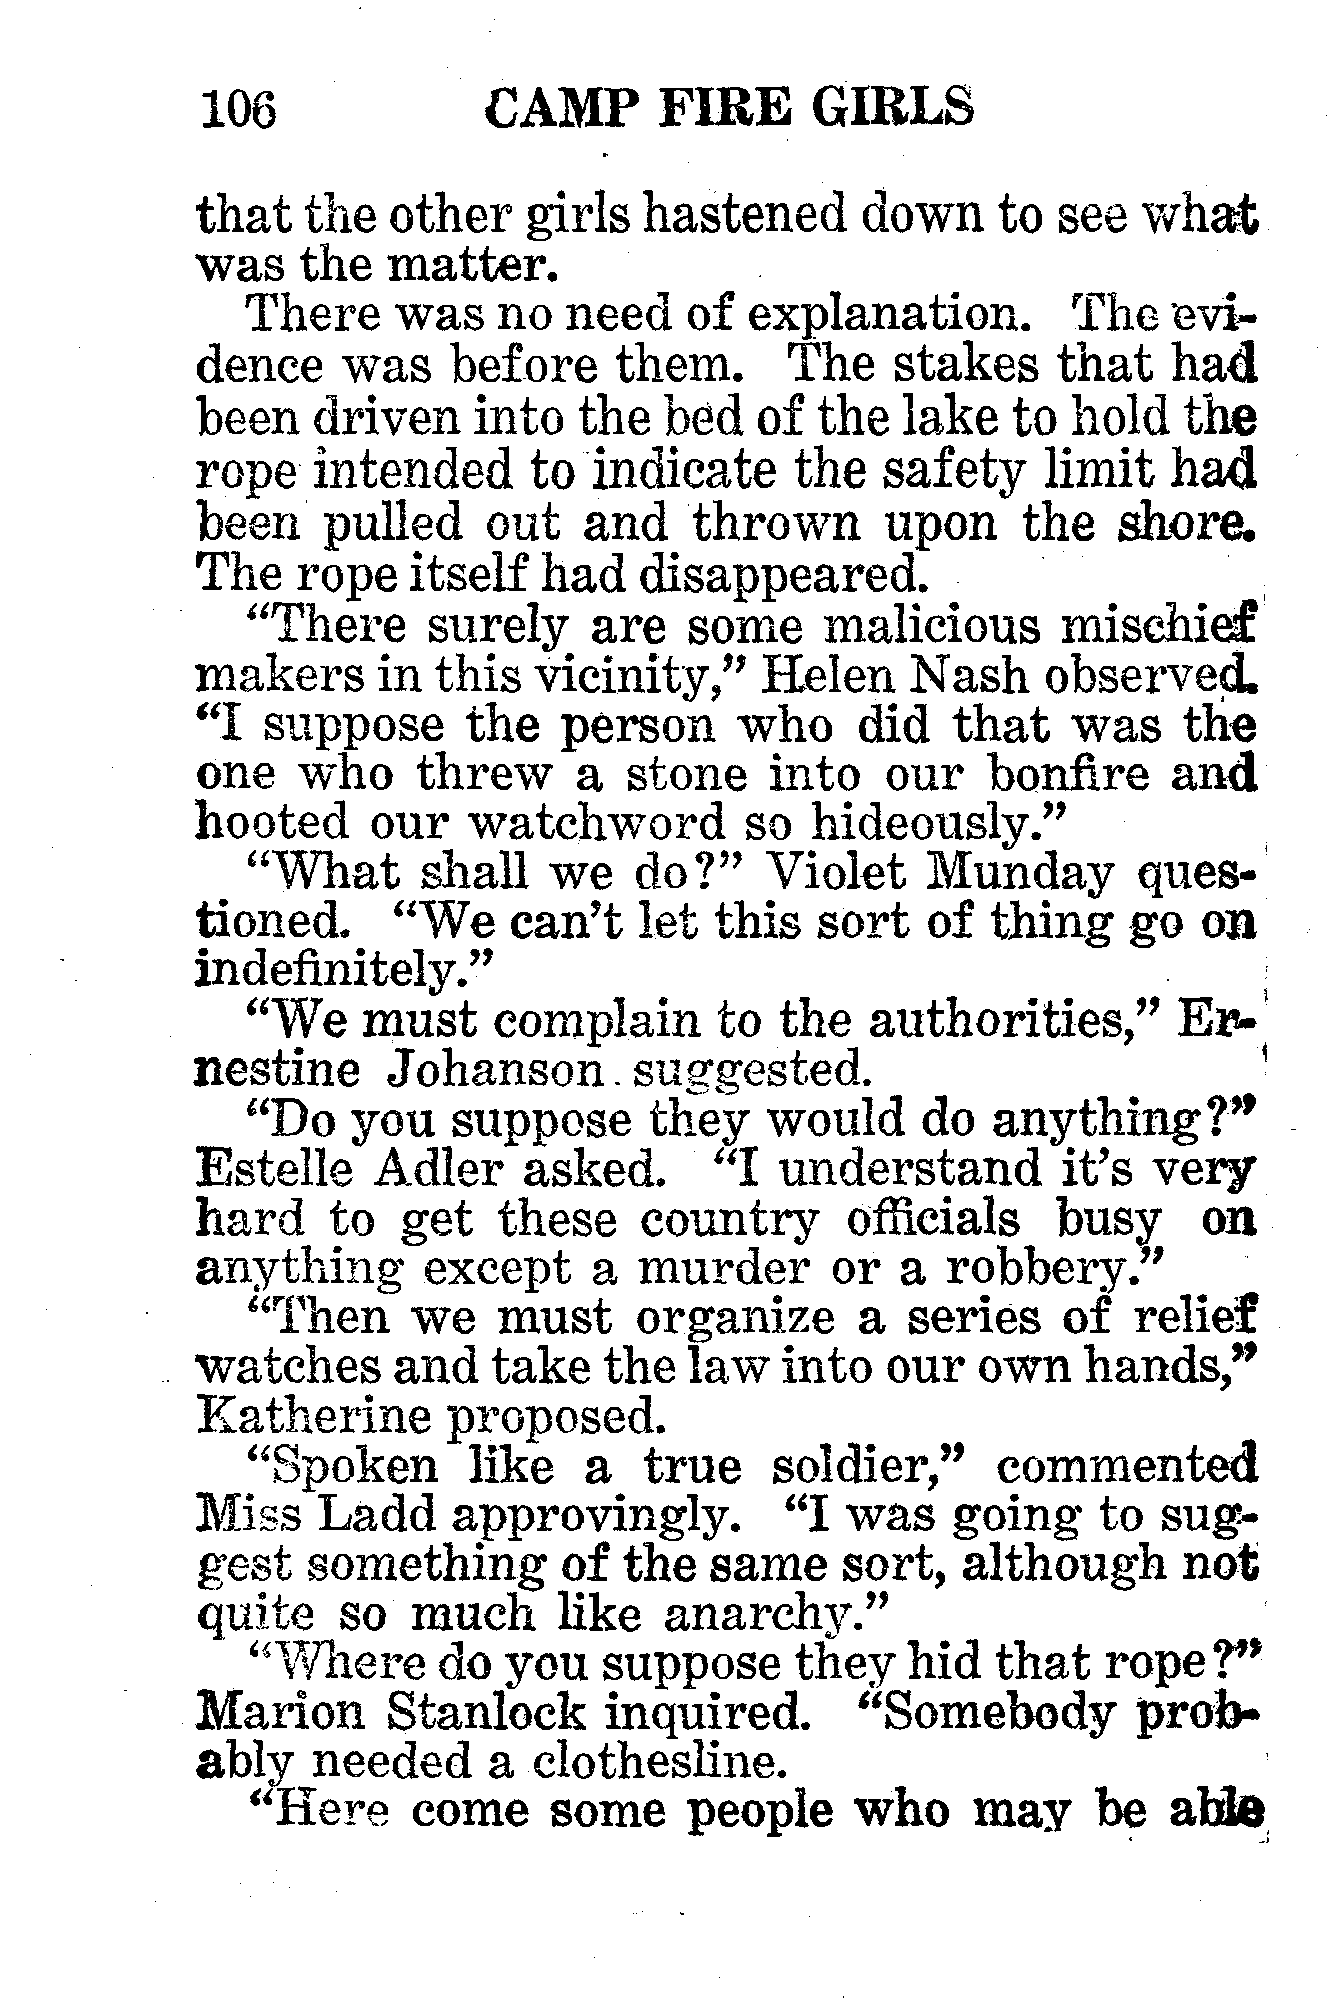 106 CAMP FIRE GIRLS
that the other girls hastened down to see what
was the matter.
There was no need of explanation. The evi-
dence was before them. The stakes that had
been driven into the bed of the lake to hold the
rope intended to indicate the safety limit had
been pulled out and thrown upon the shore.
The rope itself had disappeared.
“There surely are some malicious mischief
makers in this vicinity,” Helen Nash observed.
“I suppose the person who did that was the
one who threw a stone into our bonfire and
hooted our watchword so hideously.”
“What shall we do?” Violet Munday ques-
tioned. “We can’t let this sort of thing go on
indefinitely.”
“We must complain to the authorities,” Er-
nestine Johanson suggested.
“Do you suppose they would do anything?”
Estelle Adler asked. “I understand it’s very
hard to get these country officials busy on
anything except a murder or a robbery.”
“Then we must organize a series of relief
watches and take the law into our own hands,”
Katherine proposed.
“Spoken like a true soldier,” commented
Miss Ladd approvingly. “I was going to sug-
gest something of the same sort, although not
quite so much like anarchy.”
“Where do you suppose they hid that rope?”
Marion Stanlock inquired. “Somebody prob-
ably needed a clothesline.
“Here come some people who may be able